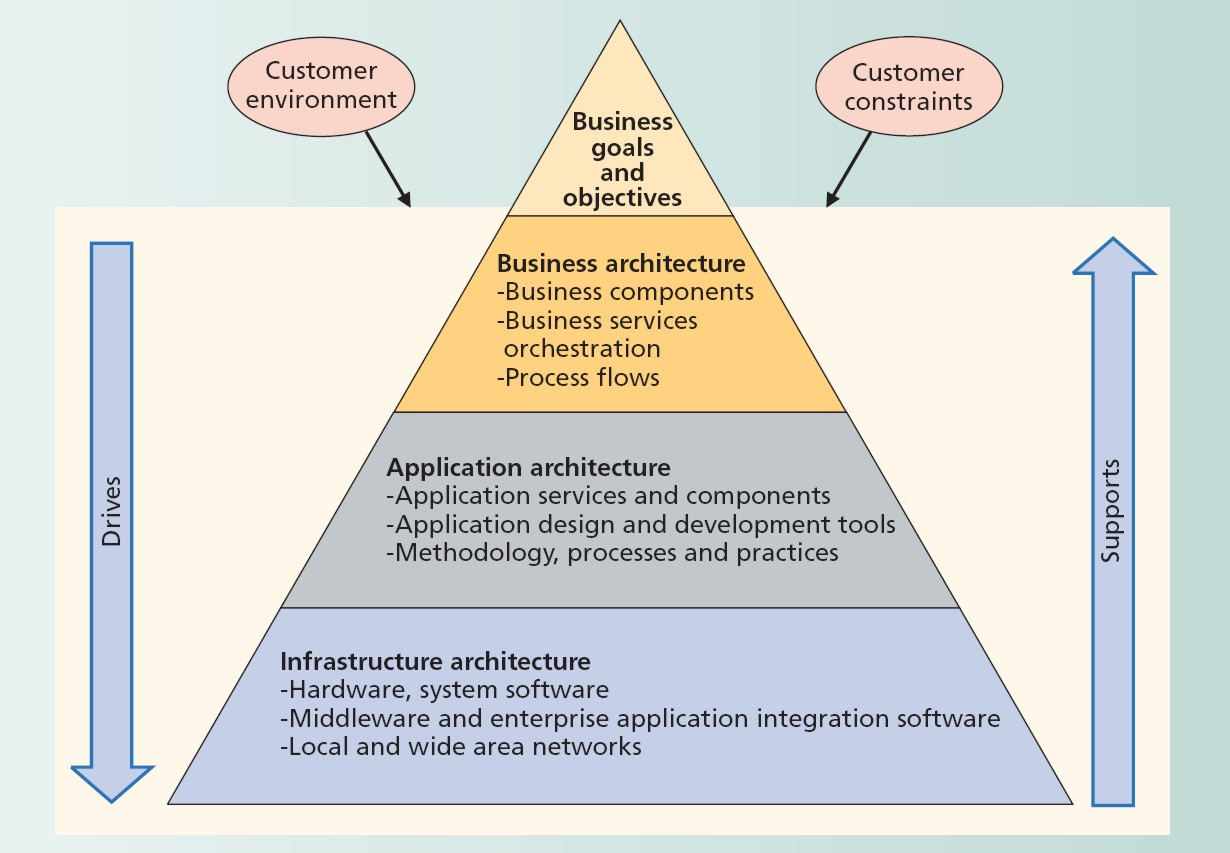 Customer
environment
Customer
constraints
Business
goals
and
objectives
Business architecture
-Business components
-Business services
orchestration
-Process flows
Application architecture
-Application services and components
-Application design and development tools
-Methodology, processes and practices
Infrastructure architecture
-Hardware, system software
-Middleware and enterprise application integration software
-Local and wide area networks
Drives
Supports